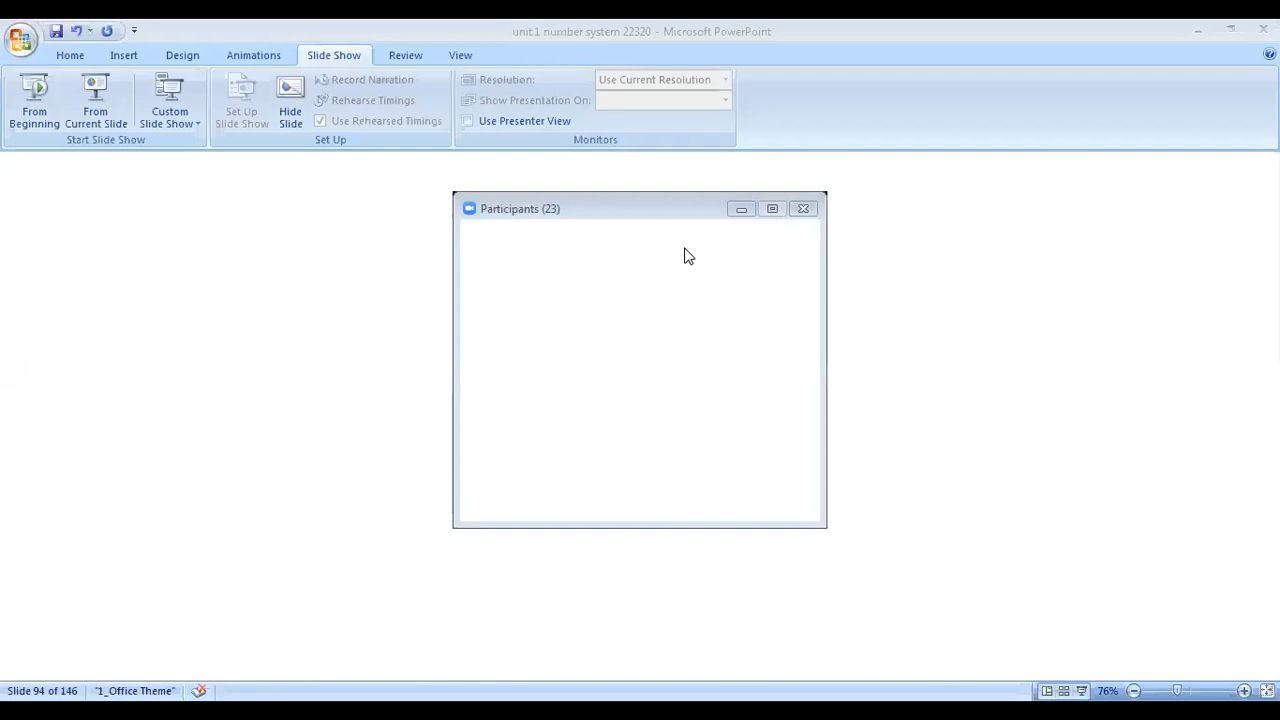 unit 1 number system 22320 - Microsoft PowerPoint
Home Insert Design Animations Slide Show Review View
From Beginning
From Current Slide
Custom Slide Show
Start Slide Show
Set Up Slide Show
Hide Slide
Record Narration
Rehearse Timings
Use Rehearsed Timings
Set Up
Resolution: Use Current Resolution
Show Presentation On:
Use Presenter View
Monitors
Participants (23)
Slide 94 of 146 "1_Office Theme" 76%